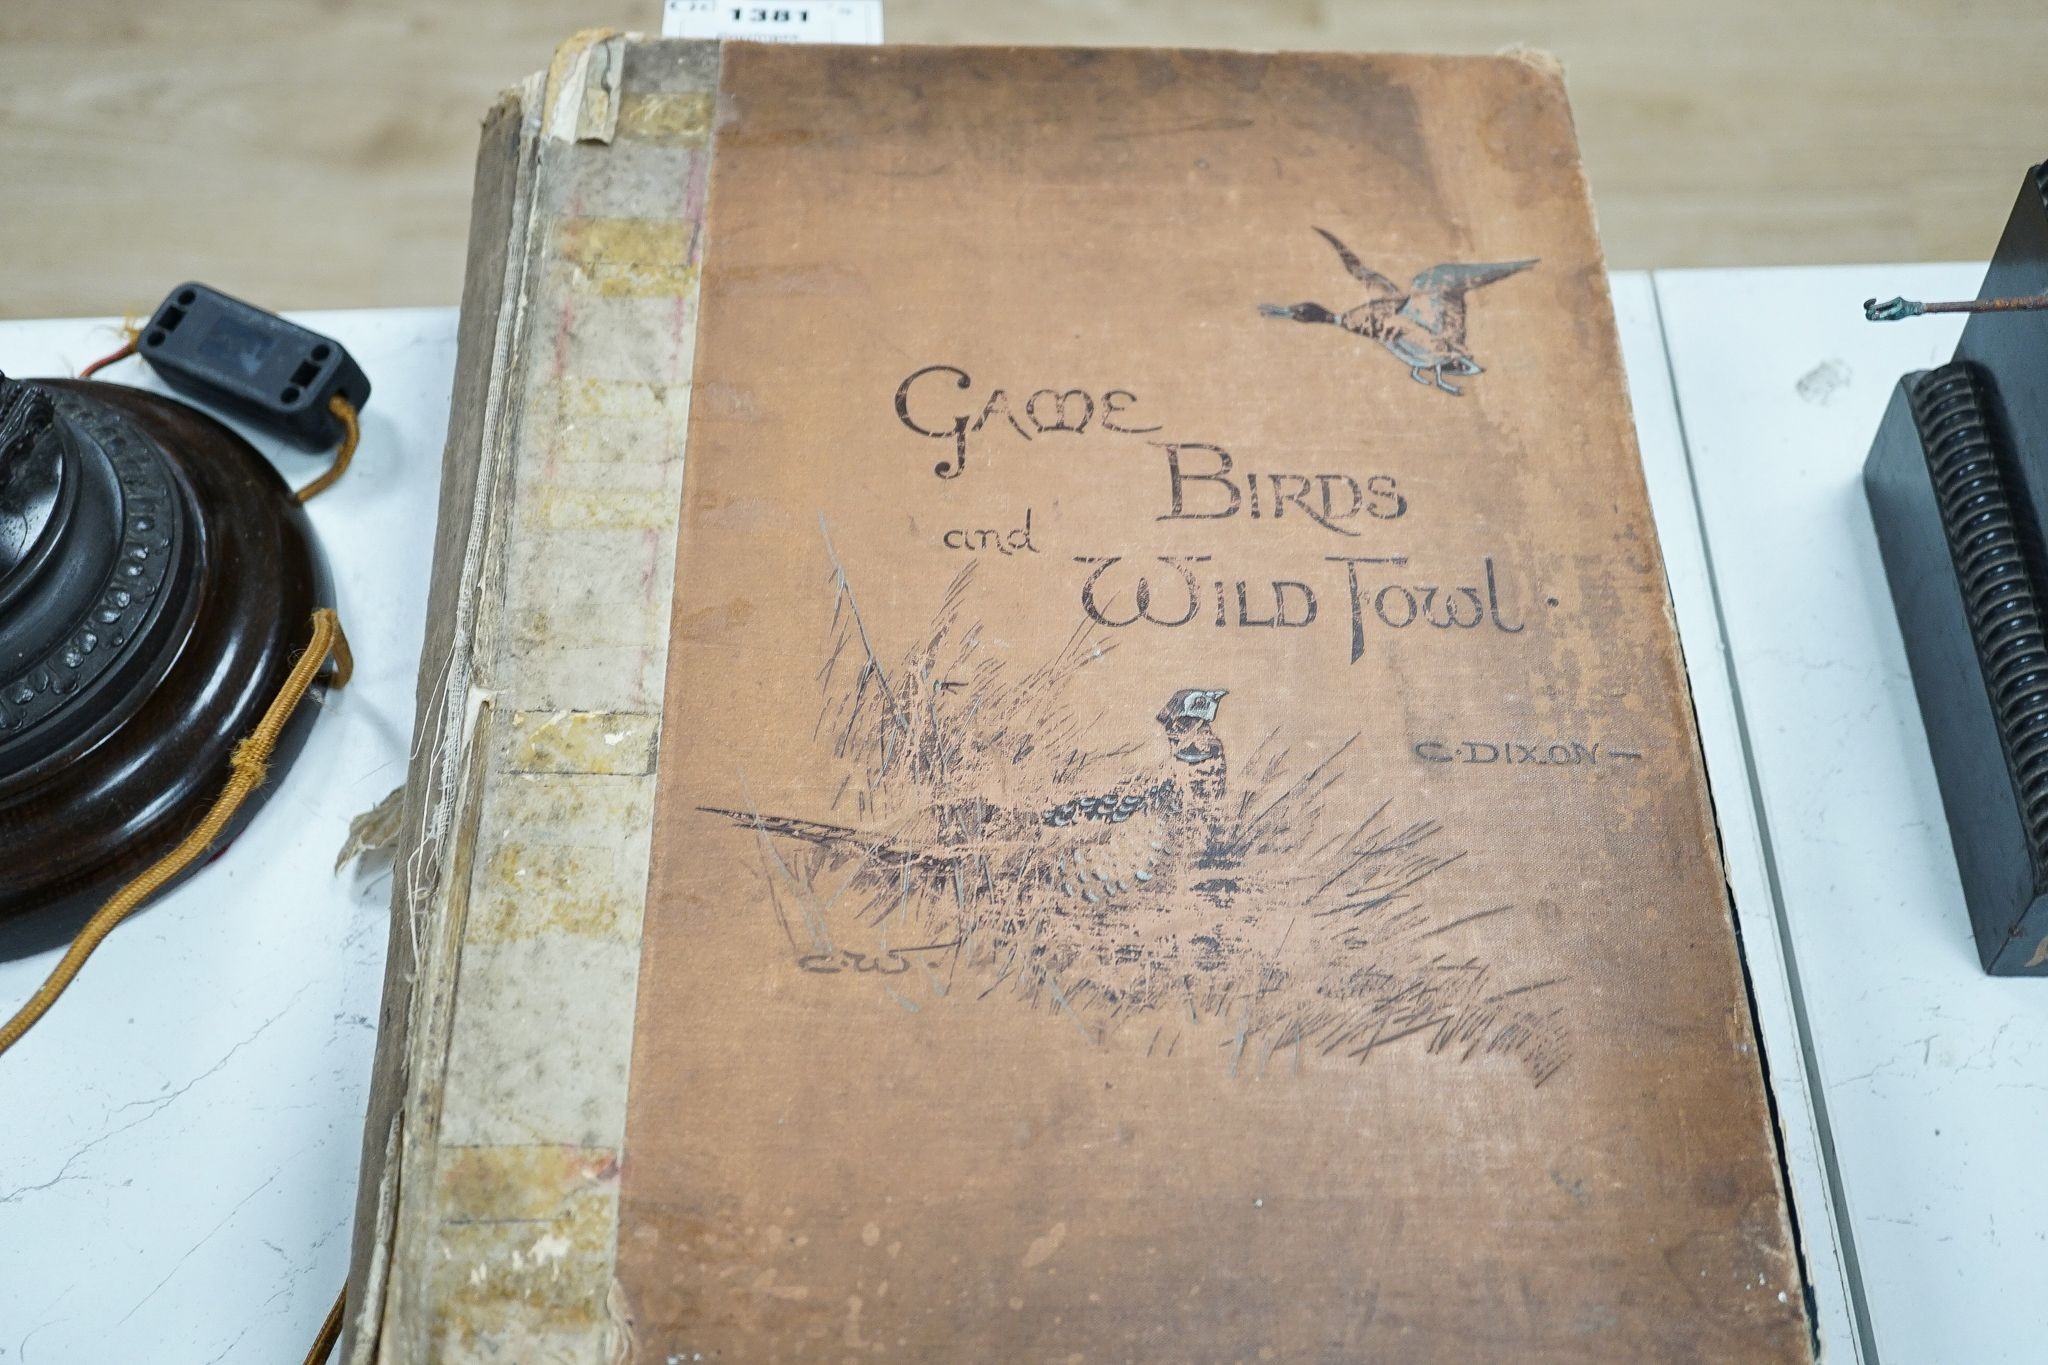 1381
GAME
BIRDS
and
WILD FOWL.
C. DIXON —
C.W.